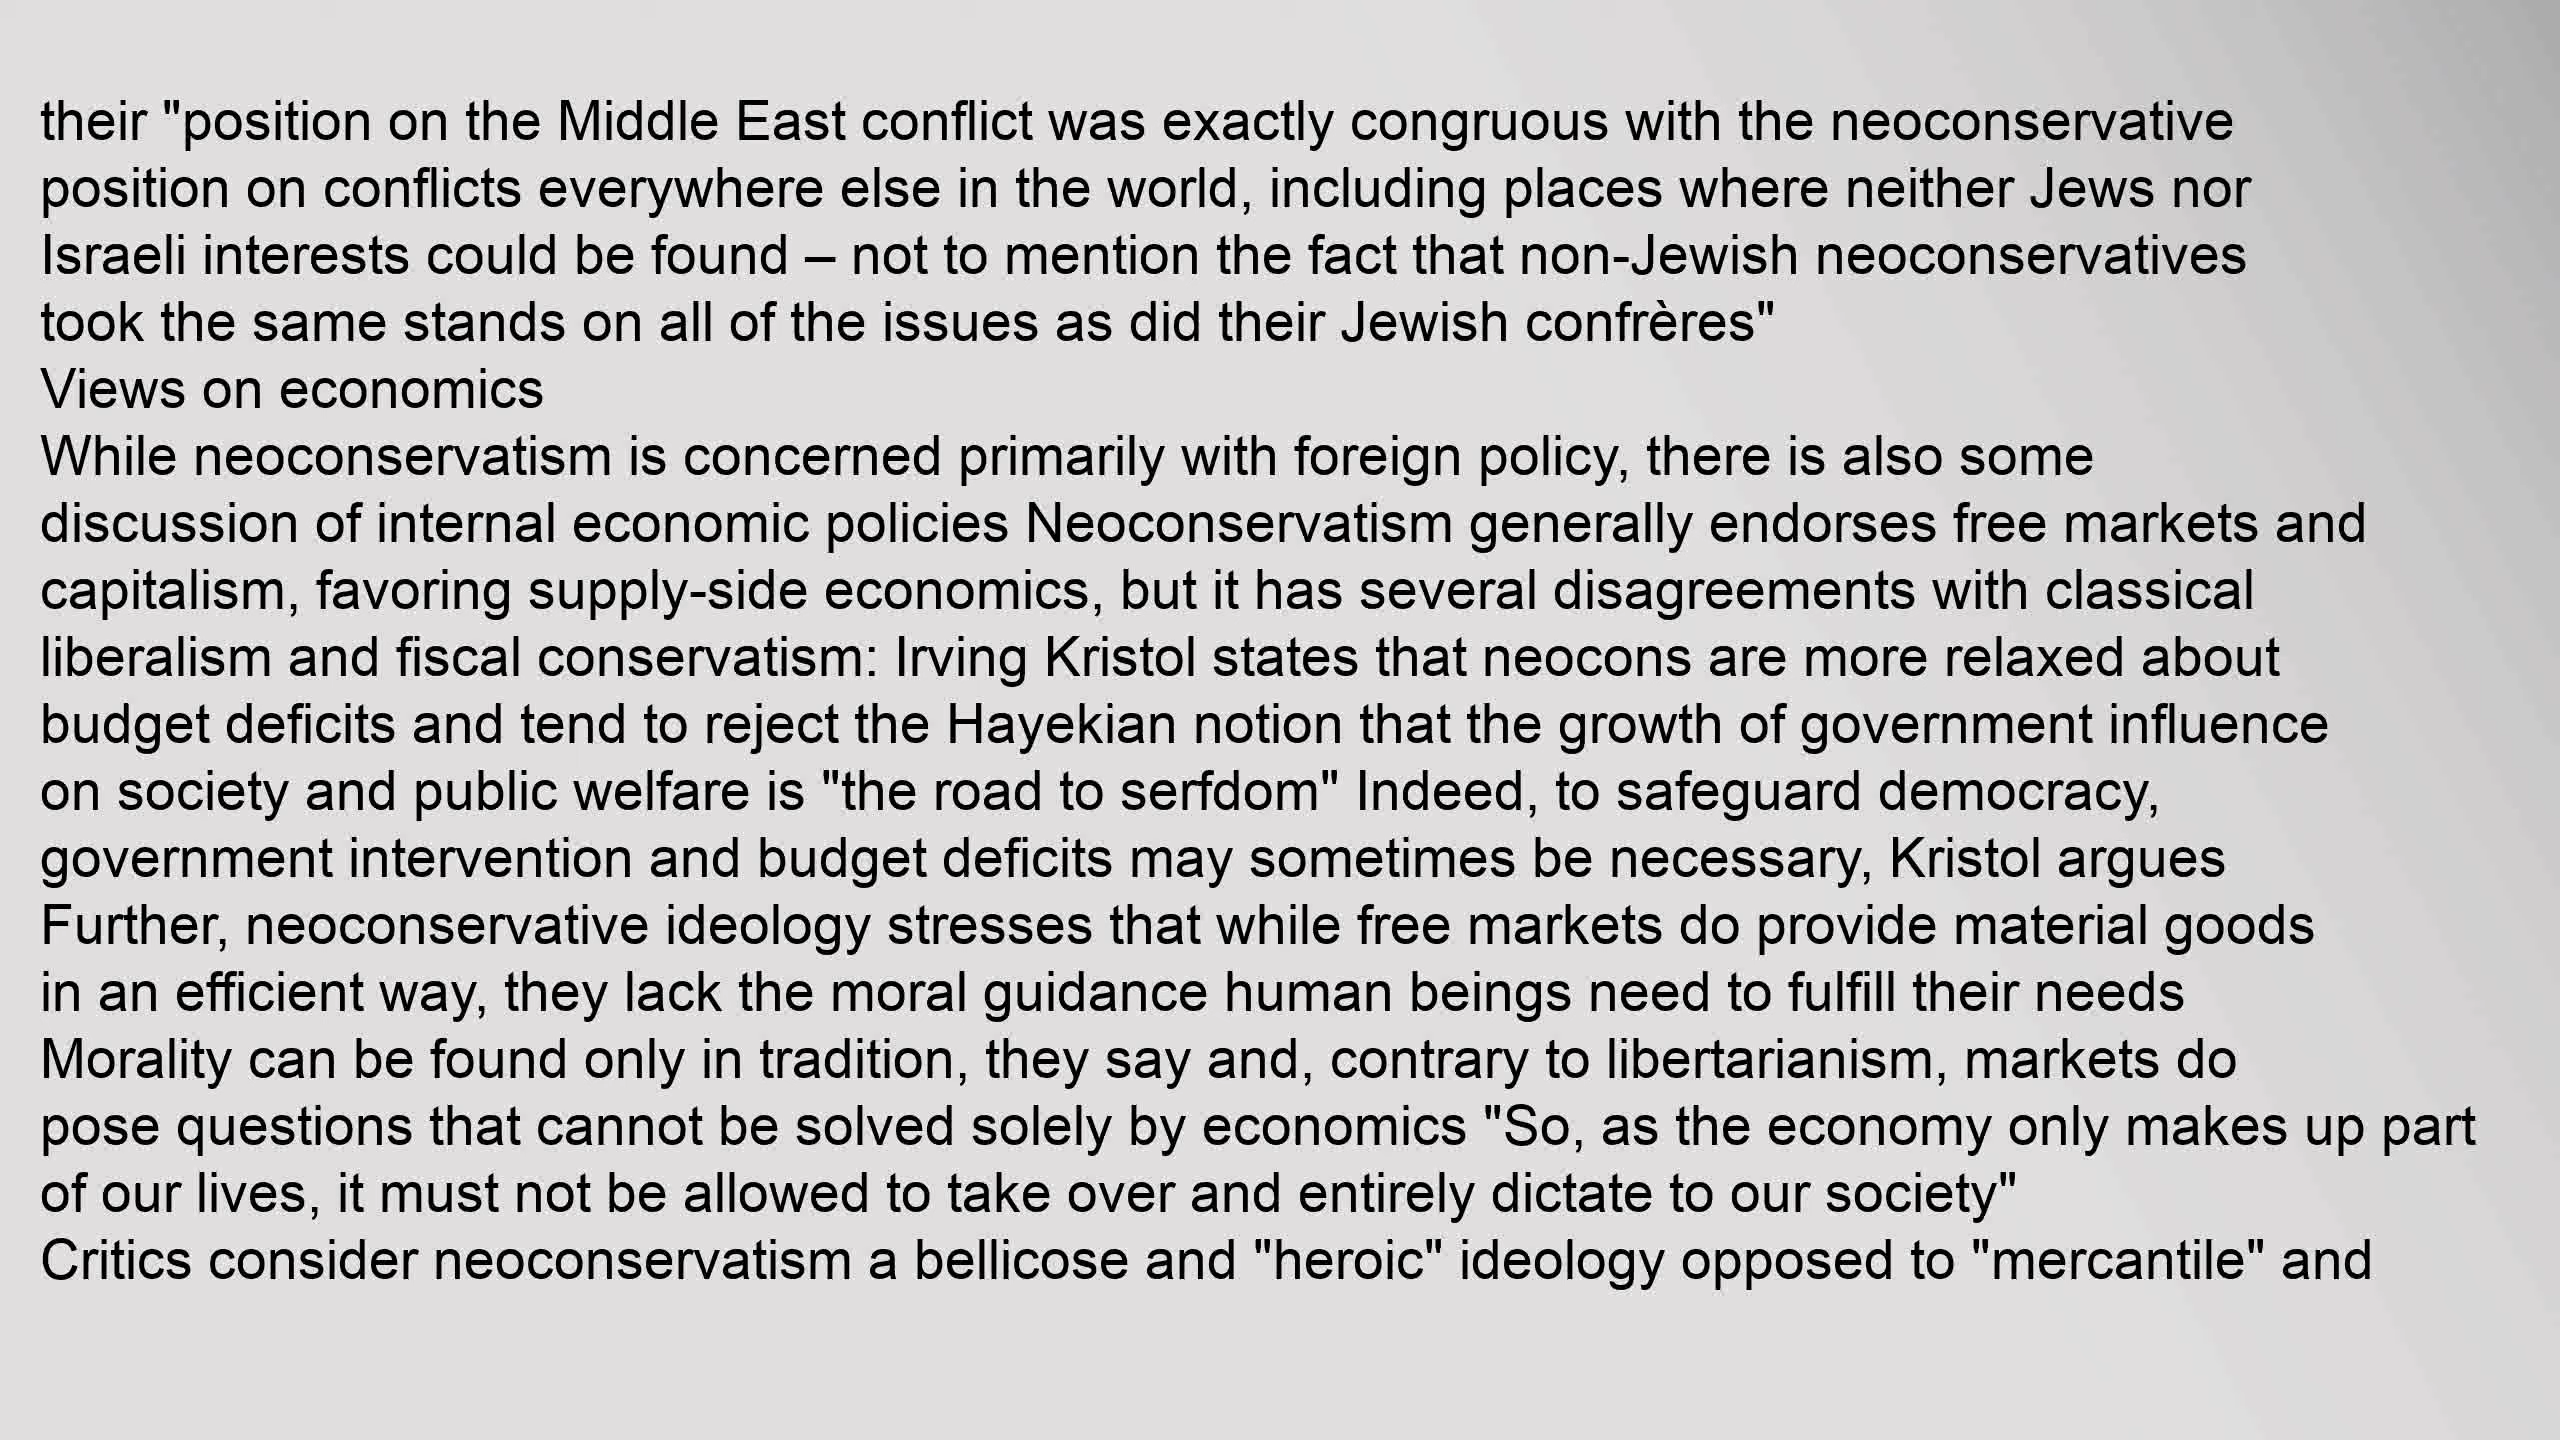 their "position on the Middle East conflict was exactly congruous with the neoconservative
position on conflicts everywhere else in the world, including places where neither Jews nor
Israeli interests could be found – not to mention the fact that non-Jewish neoconservatives
took the same stands on all of the issues as did their Jewish confrères"
Views on economics
While neoconservatism is concerned primarily with foreign policy, there is also some
discussion of internal economic policies Neoconservatism generally endorses free markets and
capitalism, favoring supply-side economics, but it has several disagreements with classical
liberalism and fiscal conservatism: Irving Kristol states that neocons are more relaxed about
budget deficits and tend to reject the Hayekian notion that the growth of government influence
on society and public welfare is "the road to serfdom" Indeed, to safeguard democracy,
government intervention and budget deficits may sometimes be necessary, Kristol argues
Further, neoconservative ideology stresses that while free markets do provide material goods
in an efficient way, they lack the moral guidance human beings need to fulfill their needs
Morality can be found only in tradition, they say and, contrary to libertarianism, markets do
pose questions that cannot be solved solely by economics "So, as the economy only makes up part
of our lives, it must not be allowed to take over and entirely dictate to our society"
Critics consider neoconservatism a bellicose and "heroic" ideology opposed to "mercantile" and